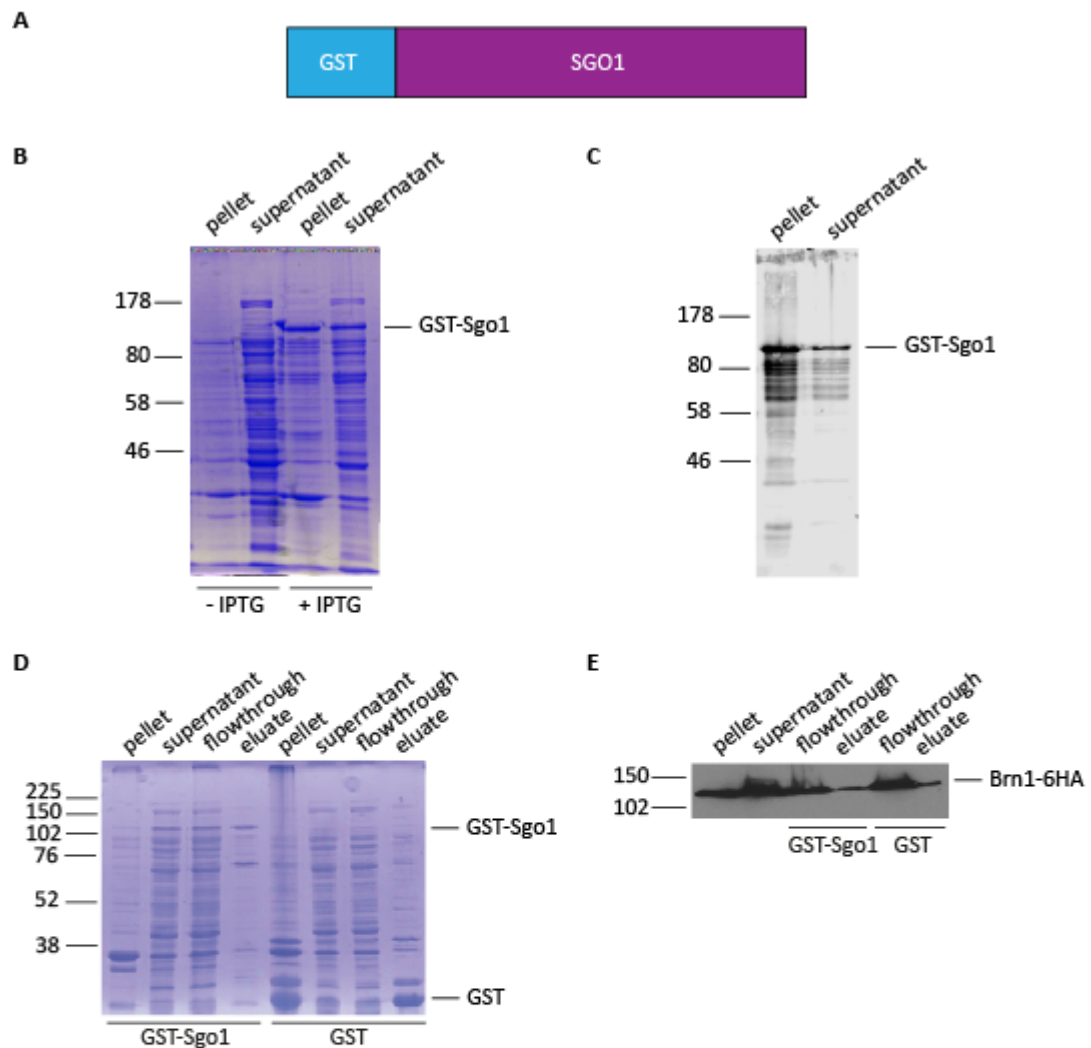 A
GST
SGO1
B
pellet
supernatant
pellet
supernatant
178
80
58
46
GST-Sgo1
- IPTG
+ IPTG
C
pellet
supernatant
178
80
58
46
GST-Sgo1
D
pellet
supernatant
flowthrough
eluate
pellet
supernatant
flowthrough
eluate
225
150
102
76
52
38
GST-Sgo1
GST
GST-Sgo1
GST
E
pellet
supernatant
flowthrough
eluate
flowthrough
eluate
150
102
Brn1-6HA
GST-Sgo1
GST